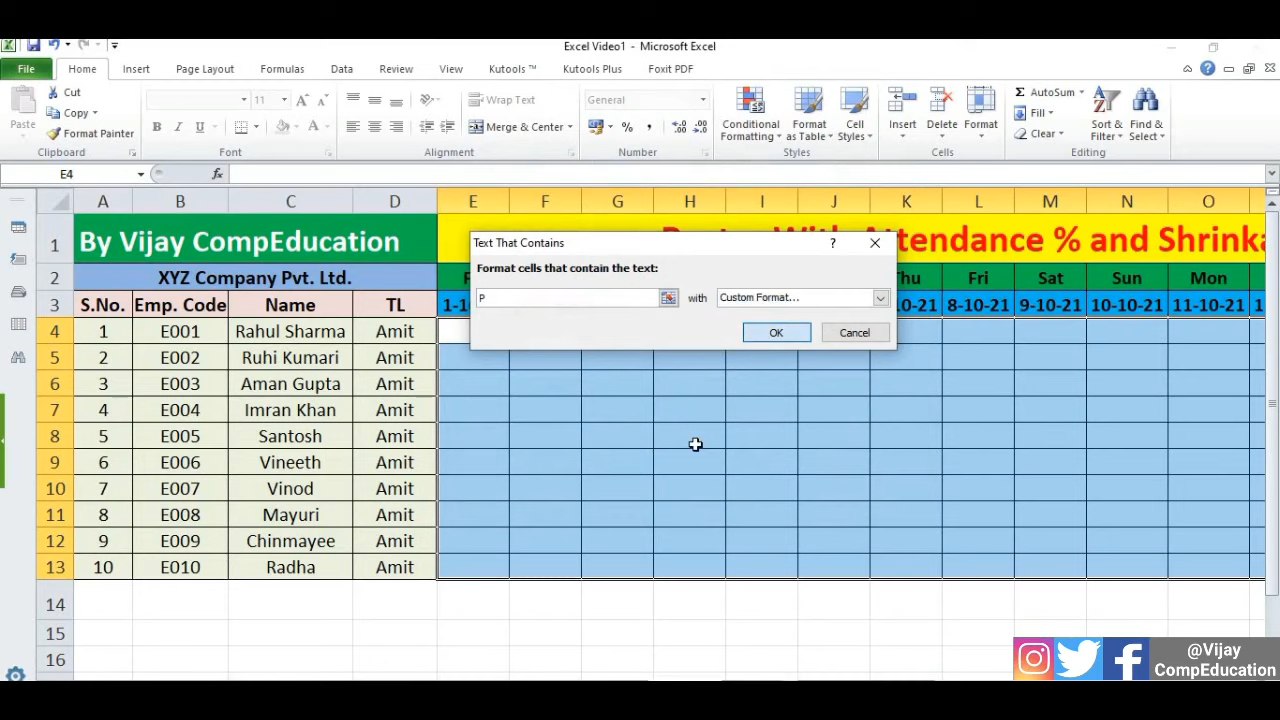 Excel Video1 - Microsoft Excel
File Home Insert Page Layout Formulas Data Review View Kutools ™ Kutools Plus Foxit PDF
Cut
Copy
Format Painter
Paste
Clipboard
11
Font
Wrap Text
Merge & Center
Alignment
General
Number
Conditional Formatting
Format as Table
Cell Styles
Styles
Insert
Delete
Format
Cells
AutoSum
Fill
Clear
Sort & Filter
Find & Select
Editing
E4 fx
A B C D E F G H I J K L M N O
1 By Vijay CompEducation With Attendance % and Shrinka
2 XYZ Company Pvt. Ltd. Thu Fri Sat Sun Mon
3 S.No. Emp. Code Name TL 8-10-21 9-10-21 10-10-21 11-10-21
4 1 E001 Rahul Sharma Amit
5 2 E002 Ruhi Kumari Amit
6 3 E003 Aman Gupta Amit
7 4 E004 Imran Khan Amit
8 5 E005 Santosh Amit
9 6 E006 Vineeth Amit
10 7 E007 Vinod Amit
11 8 E008 Mayuri Amit
12 9 E009 Chinmayee Amit
13 10 E010 Radha Amit
14
15
16
Text That Contains
Format cells that contain the text:
P with Custom Format...
OK Cancel
@Vijay
CompEducation